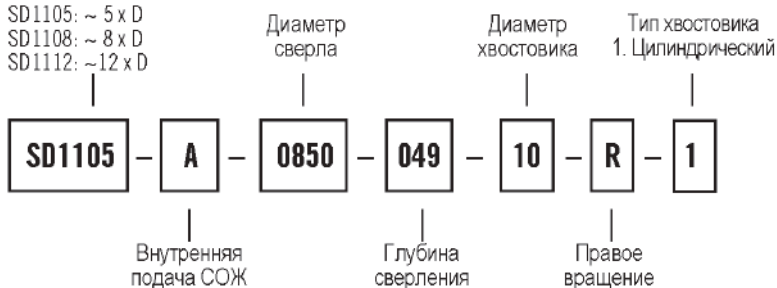 SD1105: ~ 5 x D
SD1108: ~ 8 x D
SD1112: ~12 x D
Диаметр
сверла
Диаметр
хвостовика
Тип хвостовика
1. Цилиндрический
SD1105 – A – 0850 – 049 – 10 – R – 1
Внутренняя
подача СОЖ
Глубина
сверления
Правое
вращение